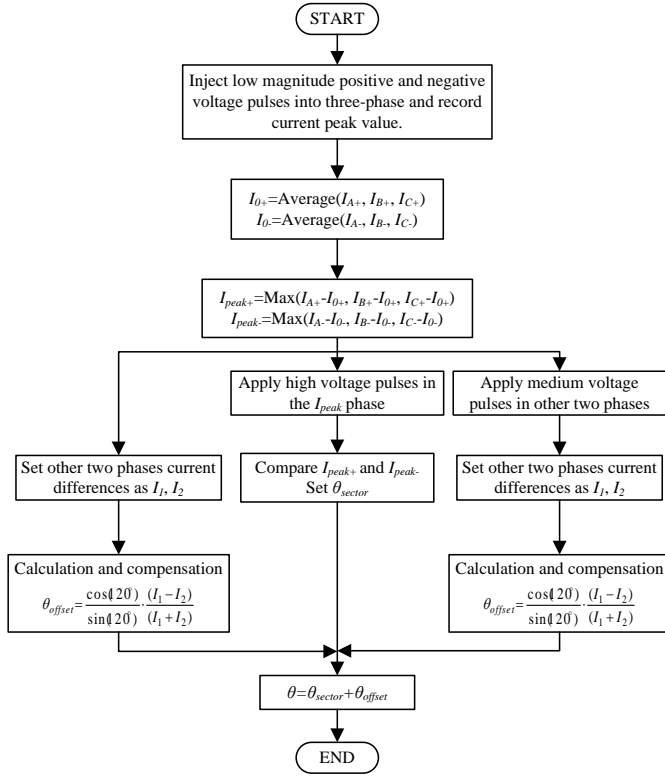 START
Inject low magnitude positive and negative
voltage pulses into three-phase and record
current peak value.
I0+=Average(IA+, IB+, IC+)
I0-=Average(IA-, IB-, IC-)
Ipeak+=Max(IA+-I0+, IB+-I0+, IC+-I0+)
Ipeak-=Max(IA-I0-, IB-I0-, IC-I0-)
Apply high voltage pulses in
the Ipeak phase
Apply medium voltage
pulses in other two phases
Set other two phases current
differences as I1, I2
Compare Ipeak+ and Ipeak-
Set θsector
Set other two phases current
differences as I1, I2
Calculation and compensation
θoffset=cos(120°)/sin(120°)·(I1−I2)/(I1+I2)
Calculation and compensation
θoffset=cos(120°)/sin(120°)·(I1−I2)/(I1+I2)
θ=θsector+θoffset
END